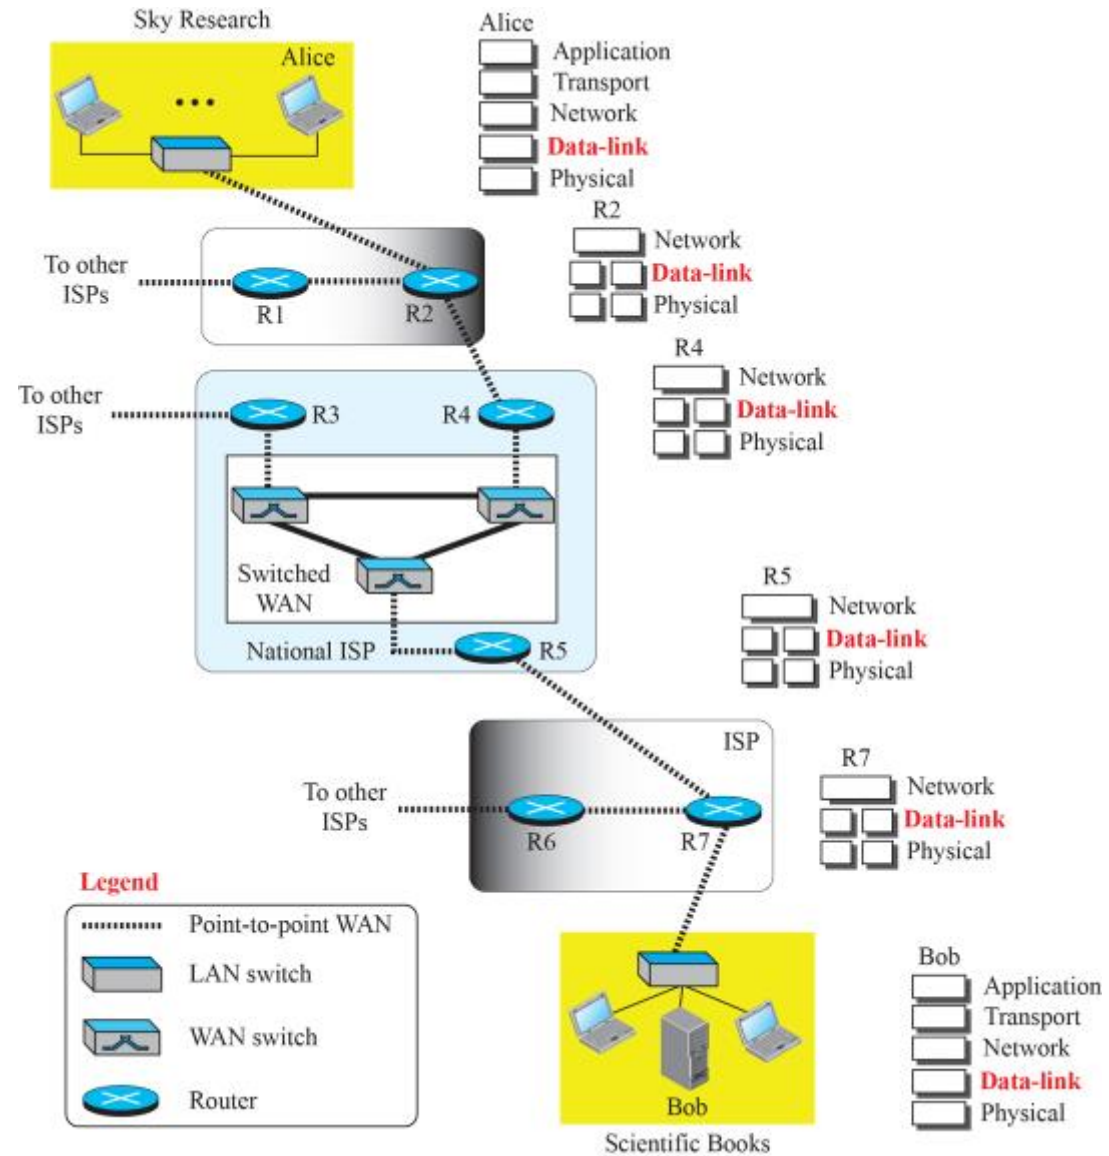 Sky Research
Alice
Alice
Application
Transport
Network
Data-link
Physical
R2
Network
Data-link
Physical
To other
ISPs
R1
R2
R4
Network
Data-link
Physical
To other
ISPs
R3
R4
Switched
WAN
National ISP
R5
R5
Network
Data-link
Physical
ISP
To other
ISPs
R6
R7
R7
Network
Data-link
Physical
Legend
Point-to-point WAN
LAN switch
WAN switch
Router
Bob
Scientific Books
Bob
Application
Transport
Network
Data-link
Physical